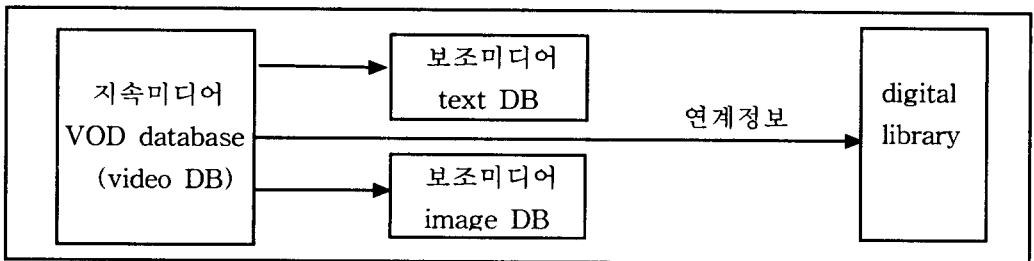 지속미디어
VOD database
(video DB)
보조미디어
text DB
연계정보
보조미디어
image DB
digital
library